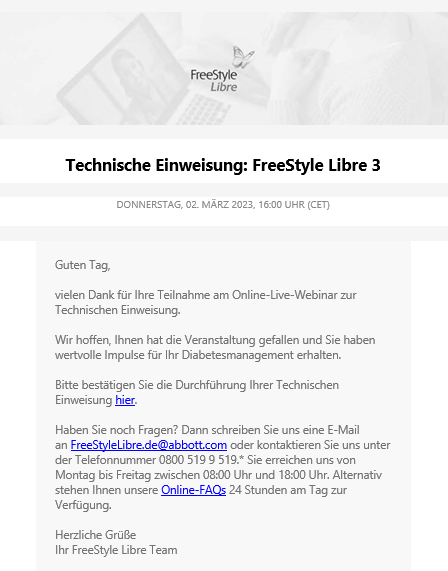 FreeStyle
Libre
Technische Einweisung: FreeStyle Libre 3
DONNERSTAG, 02. MÄRZ 2023, 16:00 UHR (CET)
Guten Tag,
vielen Dank für Ihre Teilnahme am Online-Live-Webinar zur
Technischen Einweisung.
Wir hoffen, Ihnen hat die Veranstaltung gefallen und Sie haben
wertvolle Impulse für Ihr Diabetesmanagement erhalten.
Bitte bestätigen Sie die Durchführung Ihrer Technischen
Einweisung hier.
Haben Sie noch Fragen? Dann schreiben Sie uns eine E-Mail
an FreeStyleLibre.de@abbott.com oder kontaktieren Sie uns unter
der Telefonnummer 0800 519 9 519.* Sie erreichen uns von
Montag bis Freitag zwischen 08:00 Uhr und 18:00 Uhr. Alternativ
stehen Ihnen unsere Online-FAQs 24 Stunden am Tag zur
Verfügung.
Herzliche Grüße
Ihr FreeStyle Libre Team